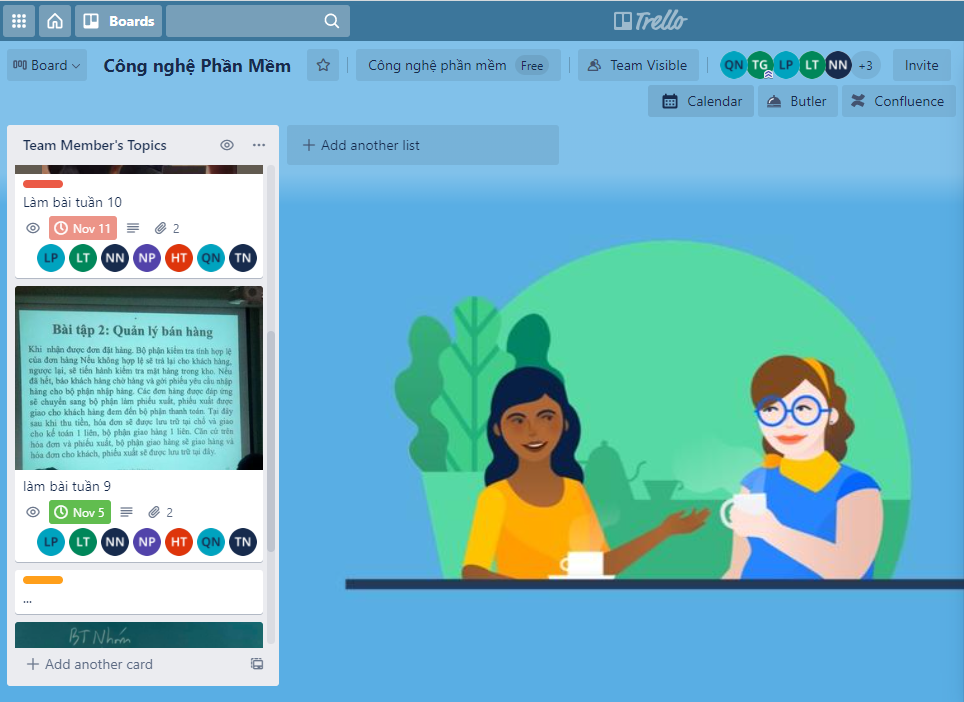 Boards
Trello
Board
Công nghệ Phần Mềm
Công nghệ phần mềm Free
Team Visible
QN TG LP LT NN +3
Invite
Calendar
Butler
Confluence
Team Member's Topics
...
Add another list
Làm bài tuần 10
Nov 11
2
LP LT NN NP HT QN TN
Bài tập 2: Quản lý bán hàng
Khi nhận được đơn đặt hàng. Bộ phận kiểm tra tính hợp lệ
của đơn hàng Nếu không hợp lệ sẽ trả lại cho khách hàng,
ngược lại, sẽ tiến hành kiểm tra mặt hàng trong kho. Nếu
đã hết, báo khách hàng chờ hàng và gởi phiếu yêu cầu nhập
hàng cho bộ phận nhập hàng. Các đơn hàng được đáp ứng
sẽ chuyển sang bộ phận làm phiếu xuất, phiếu xuất được
giao cho khách hàng đem đến bộ phận thanh toán. Tại đây
sau khi thu tiền, hóa đơn sẽ được lưu trữ tại chổ và giao
cho kế toán 1 liên, bộ phận giao hàng 1 liên. Căn cứ trên
hóa đơn và phiếu xuất, bộ phận giao hàng sẽ giao hàng và
hóa đơn cho khách, phiếu xuất sẽ được lưu trữ tại đây.
làm bài tuần 9
Nov 5
2
LP LT NN NP HT QN TN
...
BT Nhóm
Add another card